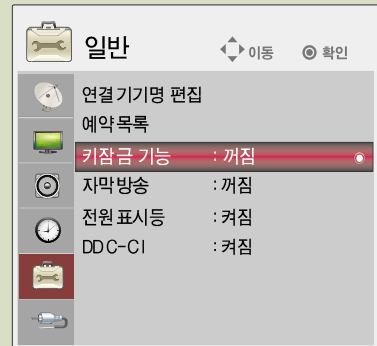 일반 이동 확인
연결기기명 편집
예약목록
키잠금 기능 : 꺼짐
자막방송 : 꺼짐
전원표시등 : 켜짐
DDC-CI : 켜짐